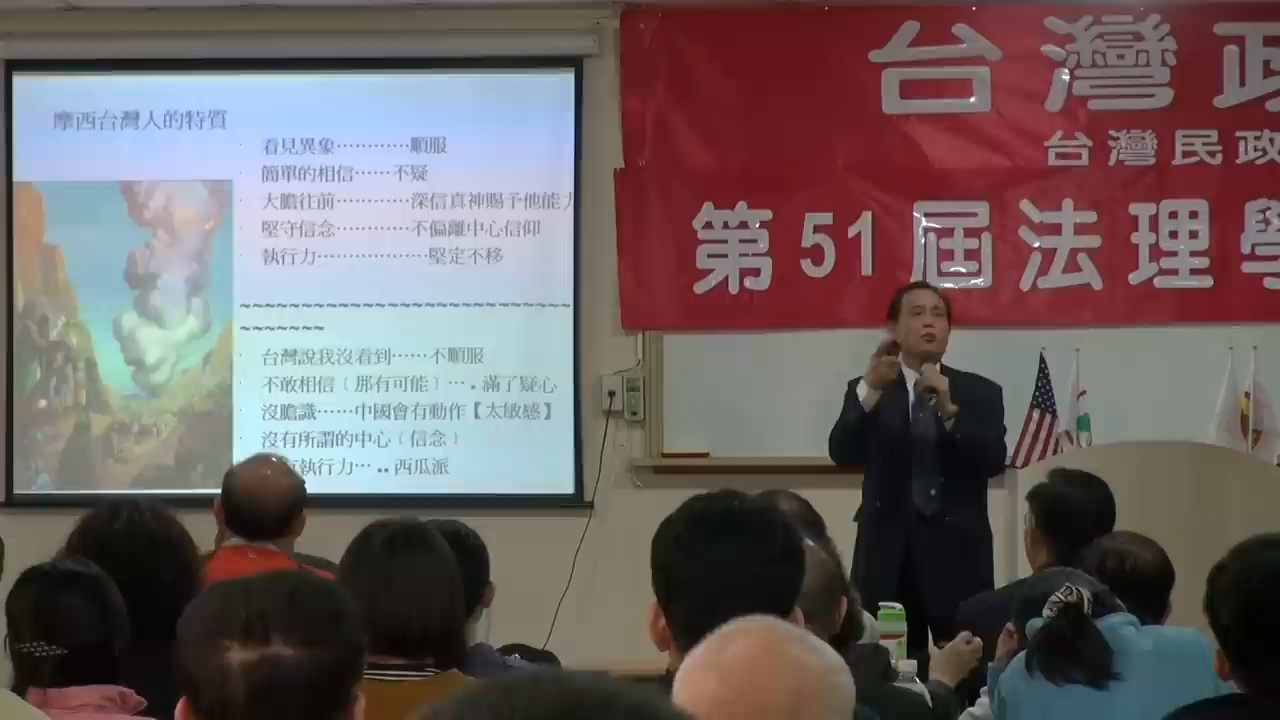 摩西台灣人的特質
看見異象…………順服
簡單的相信……不疑
大膽往前…………深信真神賜予他能力
堅守信念…………不偏離中心信仰
執行力………………堅定不移
~~~~~~~~~~~~~~~~~~~~~~~~~~~~~~~~~
~~~~~~~~
台灣說我沒看到……不順服
不敢相信﹝那有可能﹞…．滿了疑心
沒膽識……中國會有動作【太敏感】
沒有所謂的中心﹝信念﹞
有執行力…．．西瓜派
台灣政
台灣民政
第51屆法理學